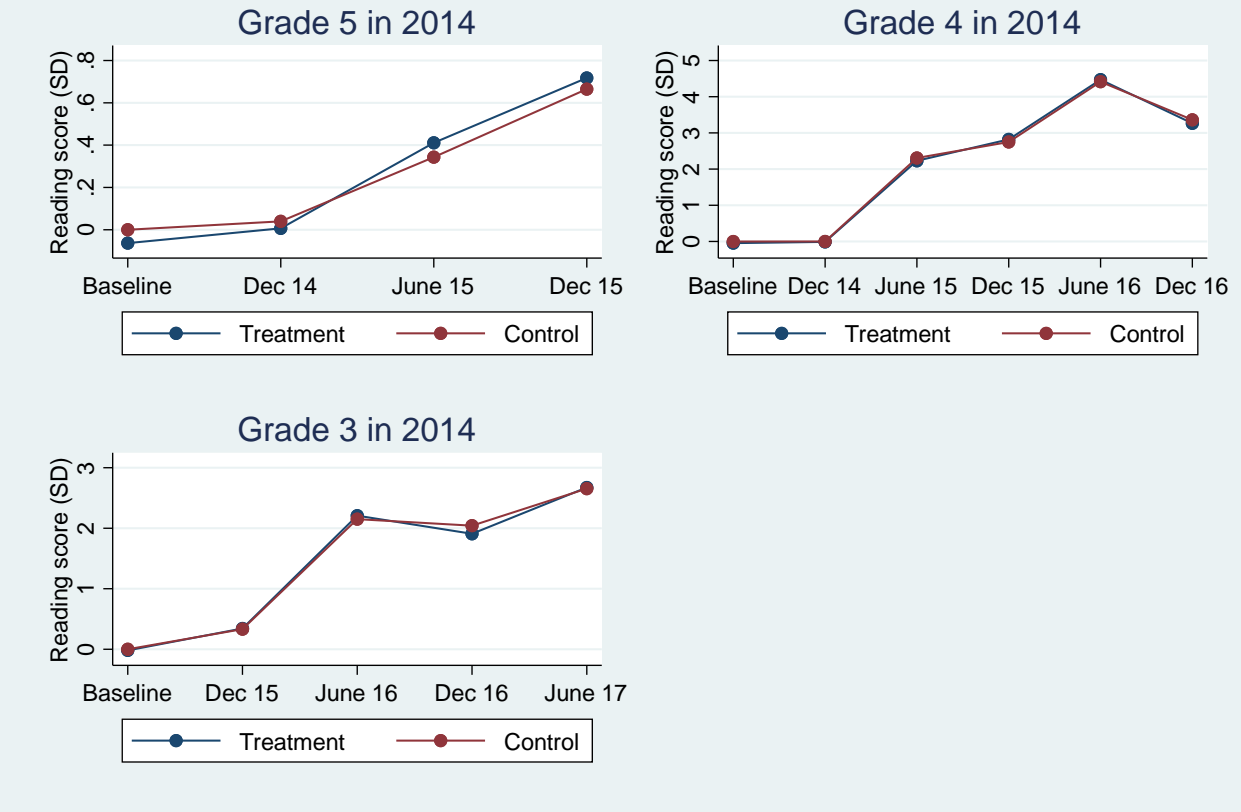 Grade 5 in 2014
Reading score (SD)
.8
.6
.4
.2
0
Baseline Dec 14 June 15 Dec 15
Treatment Control
Grade 4 in 2014
Reading score (SD)
5
4
3
2
1
0
Baseline Dec 14 June 15 Dec 15 June 16 Dec 16
Treatment Control
Grade 3 in 2014
Reading score (SD)
3
2
1
0
Baseline Dec 15 June 16 Dec 16 June 17
Treatment Control